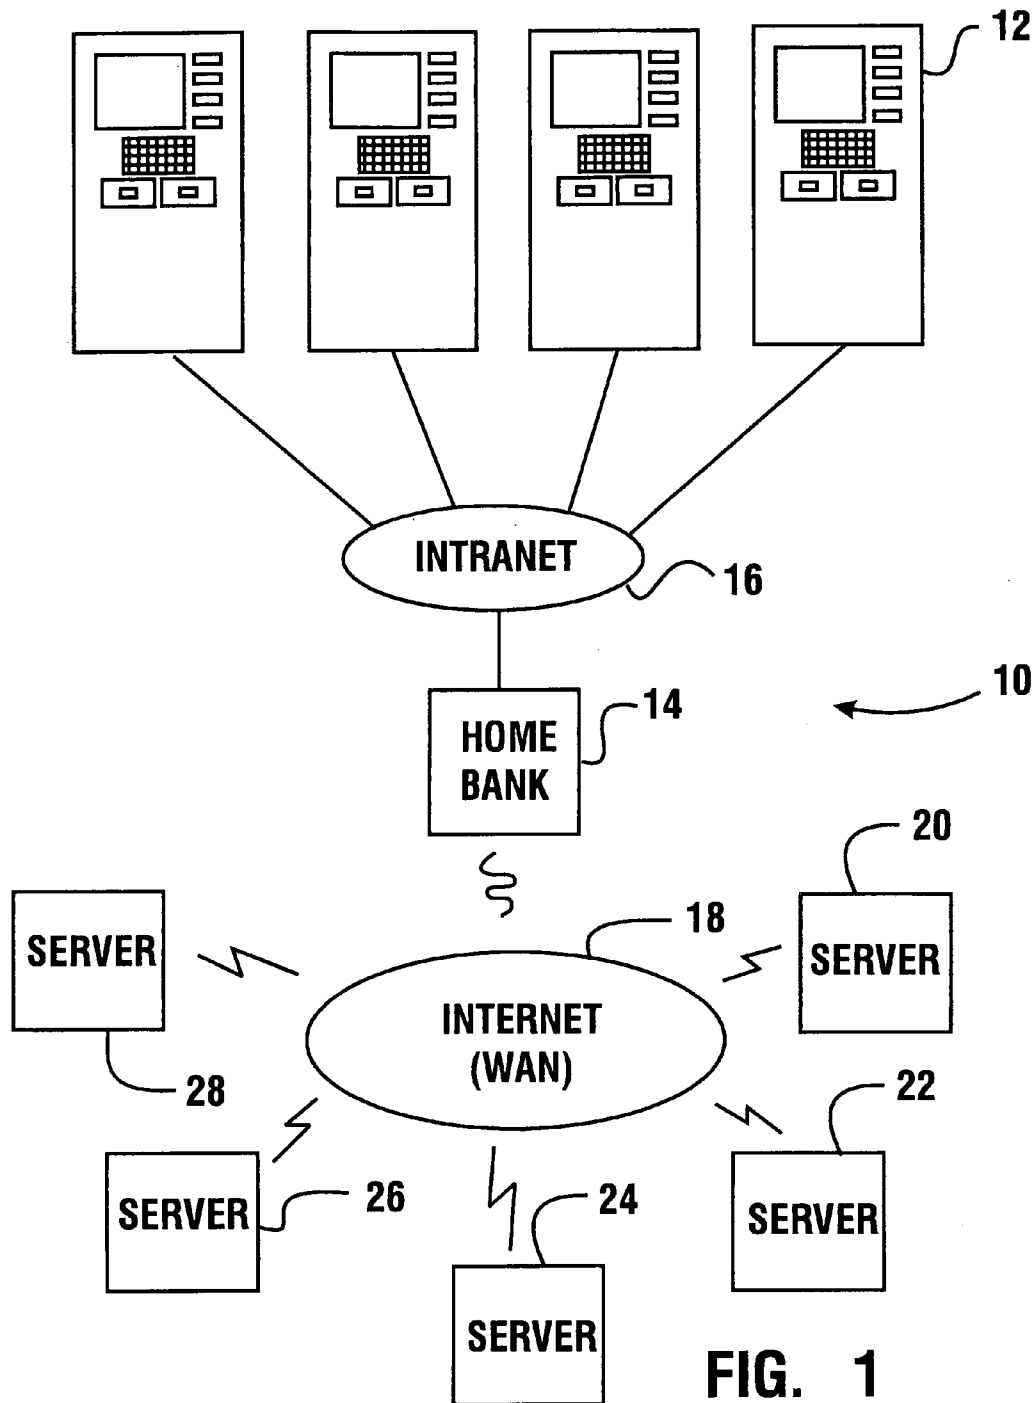 12
INTRANET
16
10
14
HOME
BANK
20
18
SERVER
SERVER
INTERNET
(WAN)
28
22
26
24
SERVER
SERVER
SERVER
FIG. 1